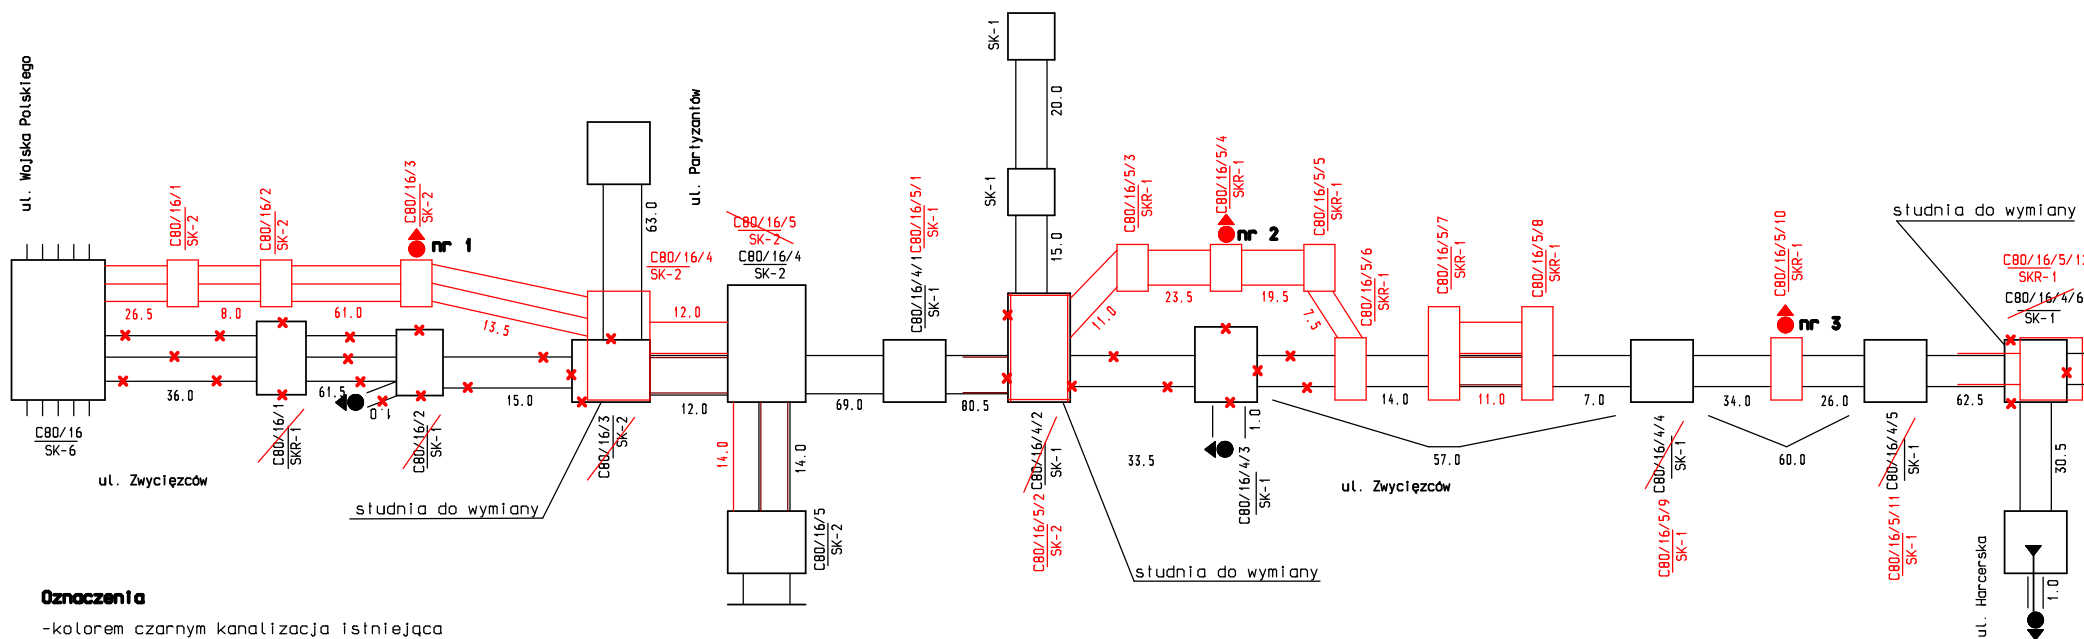 ul. Wojska Polskiego
C80/16/1
SK-2
C80/16/2
SK-2
C80/16/3
SK-2
nr 1
26.5
8.0
61.0
13.5
36.0
61.5
1.0
15.0
C80/16
SK-6
C80/16/1
SKR-1
C80/16/2
SK-1
C80/16/3
SK-2
ul. Zwycięzców
studnia do wymiany
63.0
ul. Partyzantów
C80/16/4
SK-2
C80/16/5
SK-2
C80/16/4
SK-2
12.0
12.0
14.0
14.0
C80/16/5
SK-2
C80/16/5/1
SK-1
C80/16/4/1
SK-1
69.0
80.5
SK-1
20.0
SK-1
15.0
C80/16/4/2
SK-1
C80/16/5/2
SK-2
studnia do wymiany
C80/16/5/3
SKR-1
C80/16/5/4
SKR-1
nr 2
C80/16/5/5
SKR-1
11.0
23.5
19.5
7.5
C80/16/5/6
SKR-1
33.5
1.0
C80/16/4/3
SK-1
C80/16/5/7
SKR-1
C80/16/5/8
SKR-1
14.0
11.0
7.0
57.0
ul. Zwycięzców
C80/16/4/4
SK-1
C80/16/5/9
SK-1
C80/16/5/10
SKR-1
nr 3
34.0
26.0
60.0
C80/16/4/5
SK-1
C80/16/5/11
SK-1
62.5
studnia do wymiany
SKR-1
C80/16/4/6
SK-1
30.5
1.0
ul. Harcerska
Oznaczenia
-kolorem czarnym kanalizacja istniejąca